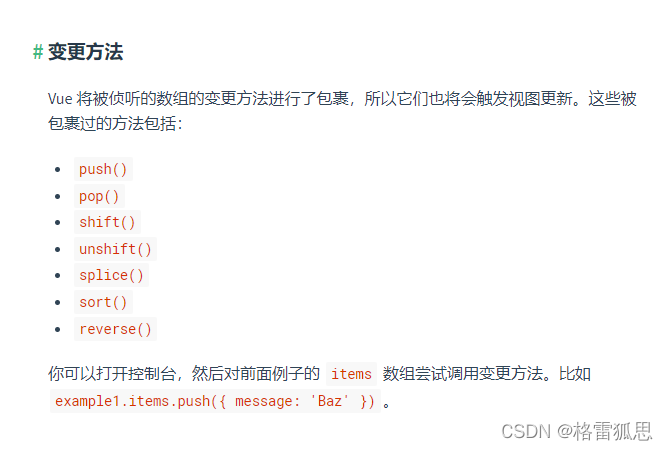 # 变更方法
Vue 将被侦听的数组的变更方法进行了包裹，所以它们也将会触发视图更新。这些被
包裹过的方法包括：
push()
pop()
shift()
unshift()
splice()
sort()
reverse()
你可以打开控制台，然后对前面例子的 items 数组尝试调用变更方法。比如
example1.items.push({ message: 'Baz' }) 。
CSDN @格雷狐思